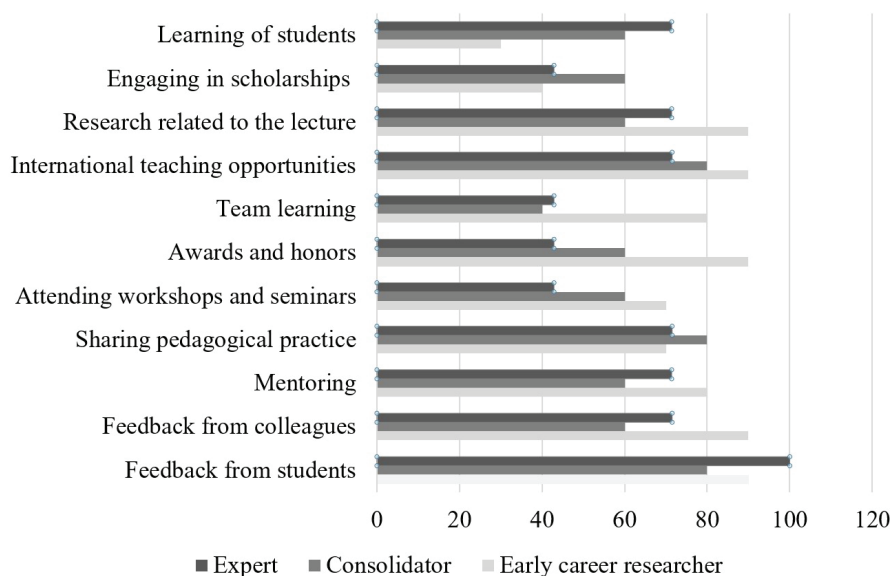 Learning of students
Engaging in scholarships
Research related to the lecture
International teaching opportunities
Team learning
Awards and honors
Attending workshops and seminars
Sharing pedagogical practice
Mentoring
Feedback from colleagues
Feedback from students
0 20 40 60 80 100 120
Expert Consolidator Early career researcher